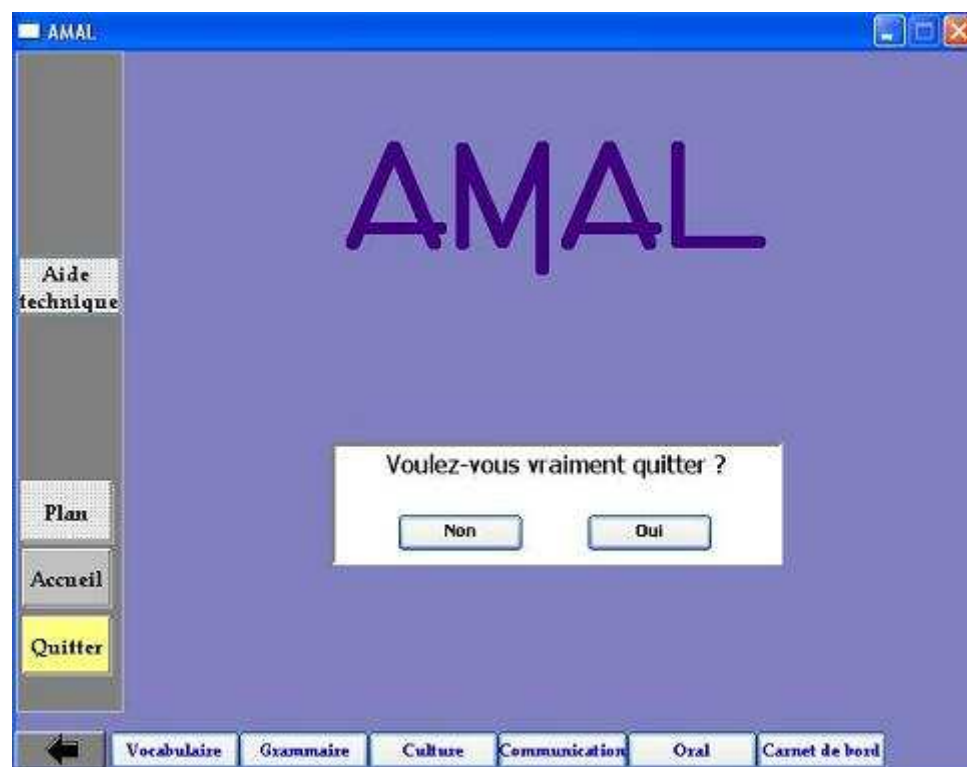 AMAL
AMAL
Aide
technique
Voulez-vous vraiment quitter ?
Non Oui
Plan
Accueil
Quitter
Vocabulaire Grammaire Culture Communication Oral Carnet de bord